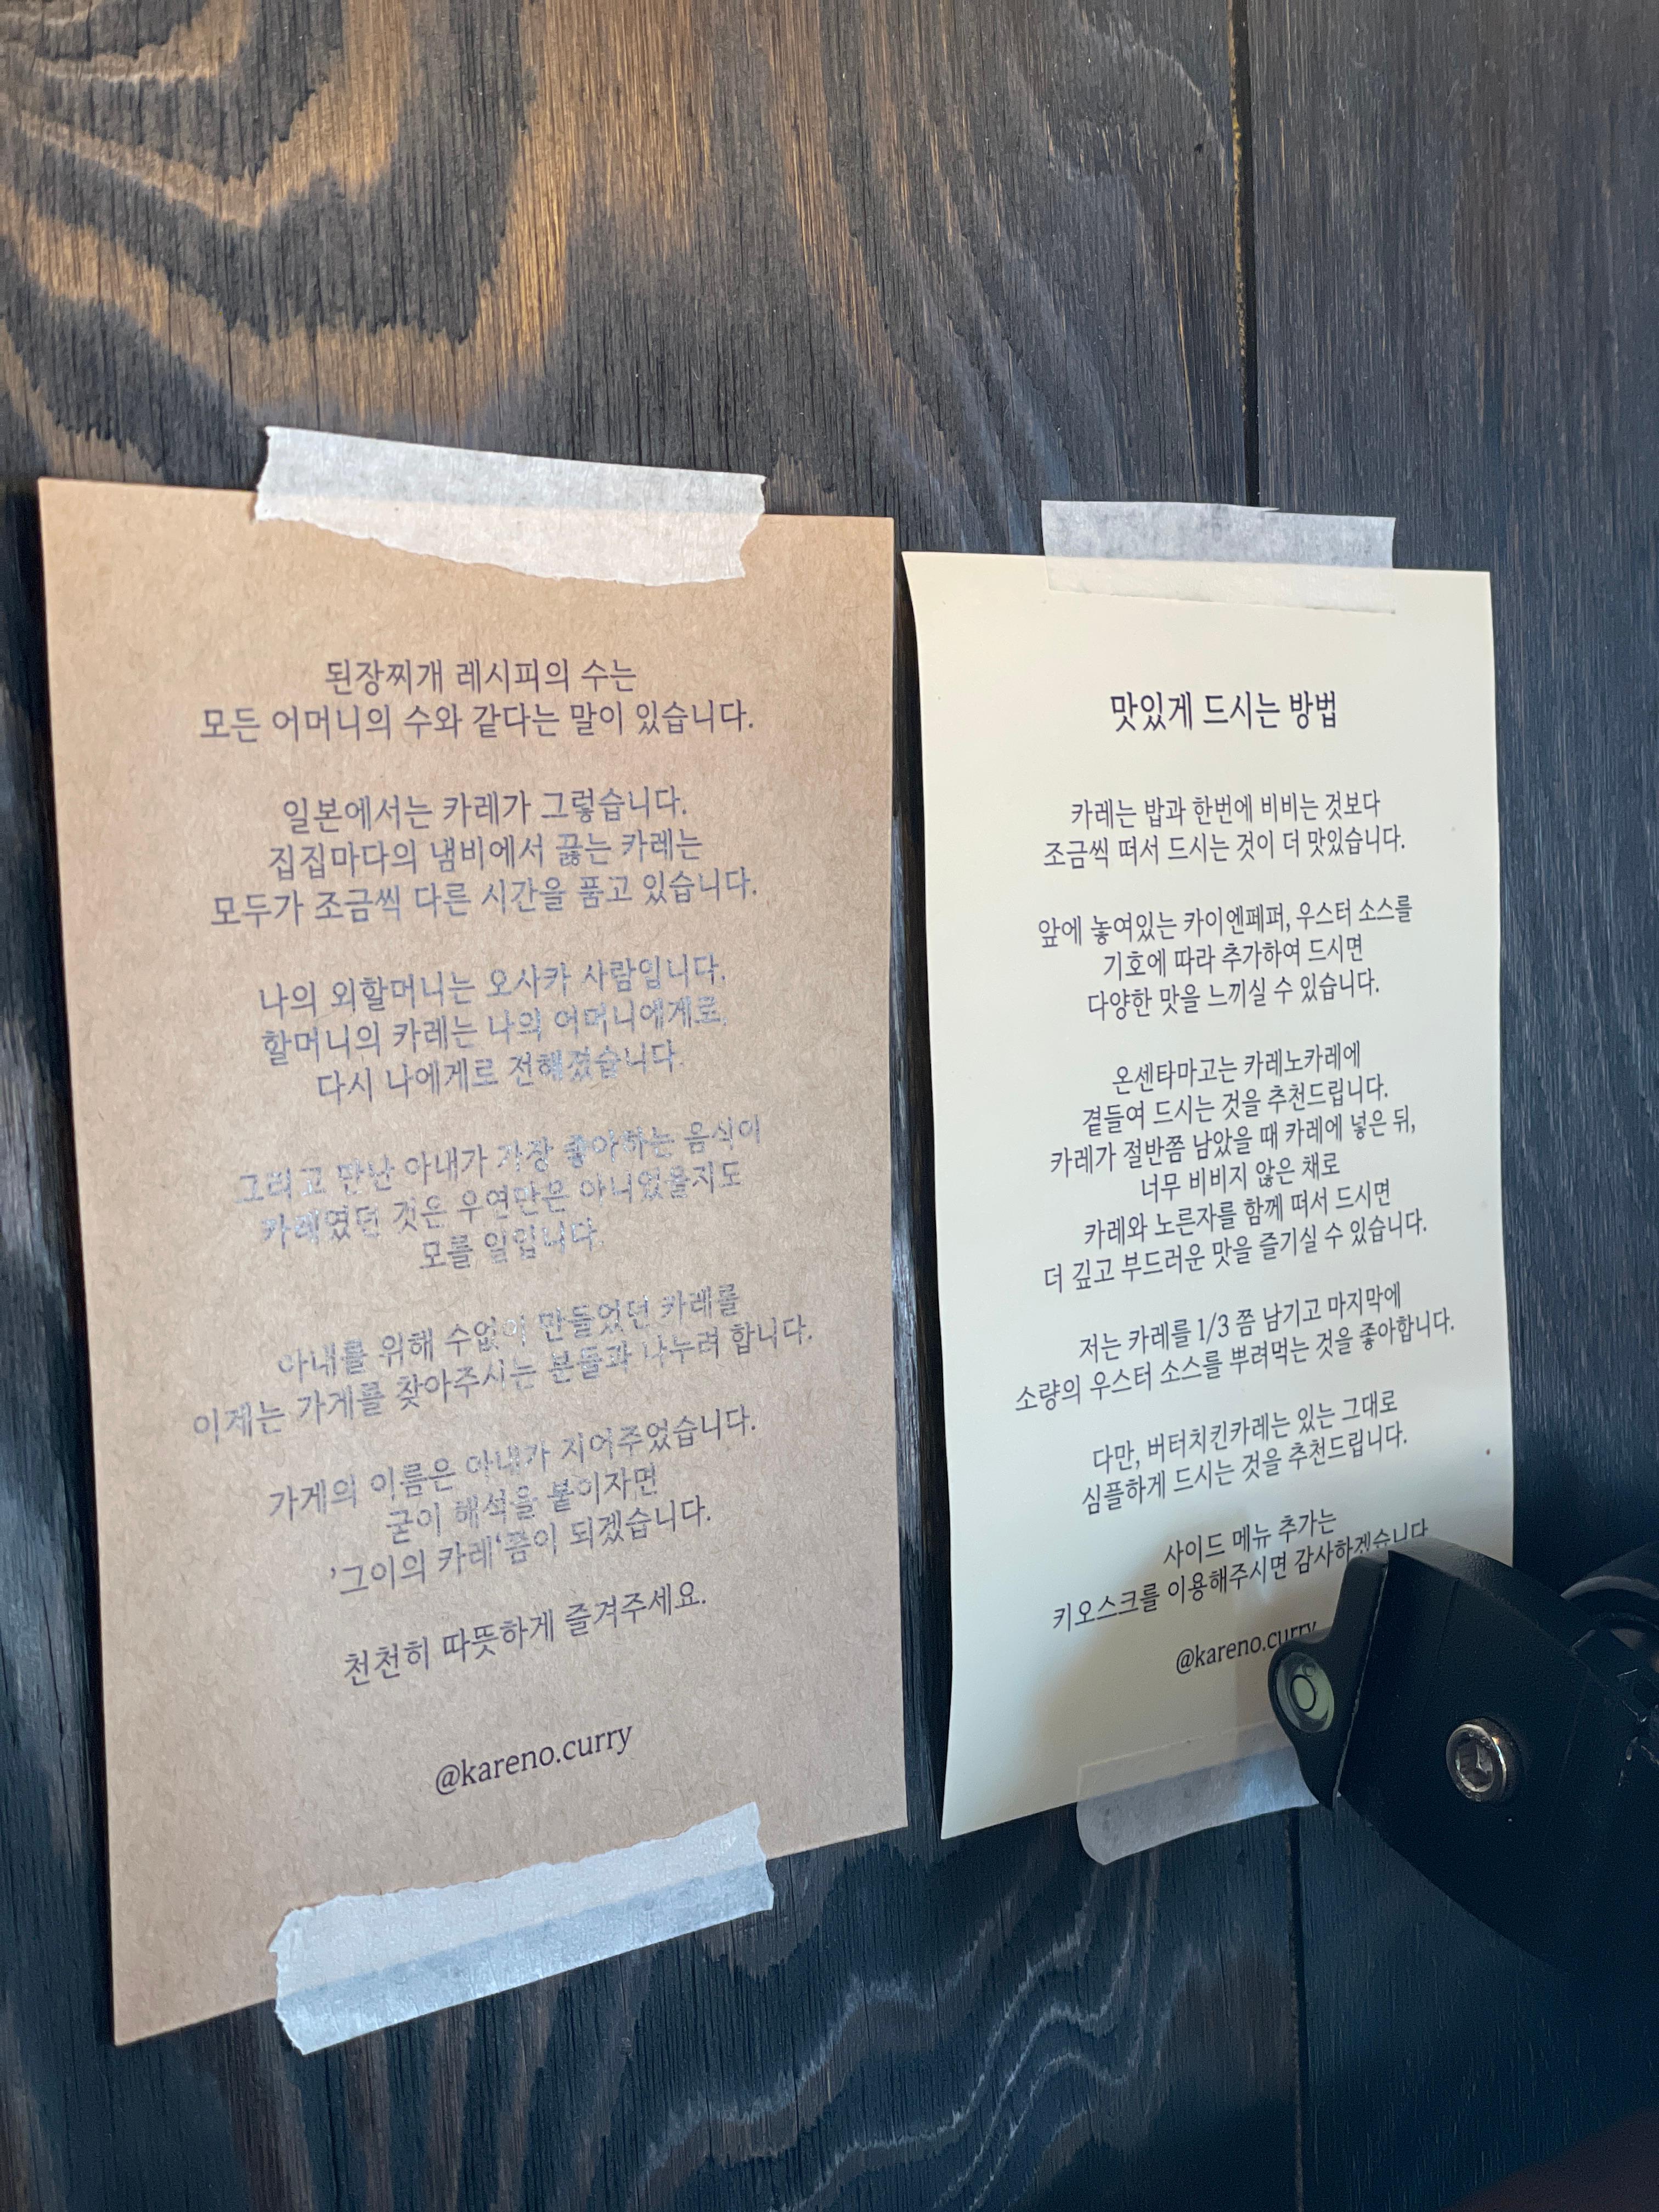 된장찌개 레시피의 수는
모든 어머니의 수와 같다는 말이 있습니다.
일본에서는 카레가 그렇습니다.
집집마다의 냄비에서 끓는 카레는
모두가 조금씩 다른 시간을 품고 있습니다.
나의 외할머니는 오사카 사람입니다.
할머니의 카레는 나의 어머니에게로,
다시 나에게로 전해졌습니다.
그리고 만난 아내가 가장 좋아하는 음식이
카레였던 것은 우연만은 아니었을지도
모를 일입니다.
아내를 위해 수없이 만들었던 카레를
이제는 가게를 찾아주시는 분들과 나누려 합니다.
가게의 이름은 아내가 지어주었습니다.
굳이 해석을 붙이자면
'그이의 카레'쯤이 되겠습니다.
천천히 따뜻하게 즐겨주세요.
@kareno.curry
맛있게 드시는 방법
카레는 밥과 한번에 비비는 것보다
조금씩 떠서 드시는 것이 더 맛있습니다.
앞에 놓여있는 카이엔페퍼, 우스터 소스를
기호에 따라 추가하여 드시면
다양한 맛을 느끼실 수 있습니다.
온센타마고는 카레노카레에
곁들여 드시는 것을 추천드립니다.
카레가 절반쯤 남았을 때 카레에 넣은 뒤,
너무 비비지 않은 채로
카레와 노른자를 함께 떠서 드시면
더 깊고 부드러운 맛을 즐기실 수 있습니다.
저는 카레를 1/3 쯤 남기고 마지막에
소량의 우스터 소스를 뿌려먹는 것을 좋아합니다.
다만, 버터치킨카레는 있는 그대로
심플하게 드시는 것을 추천드립니다.
사이드 메뉴 추가는
키오스크를 이용해주시면 감사하겠습니다
@kareno.curry